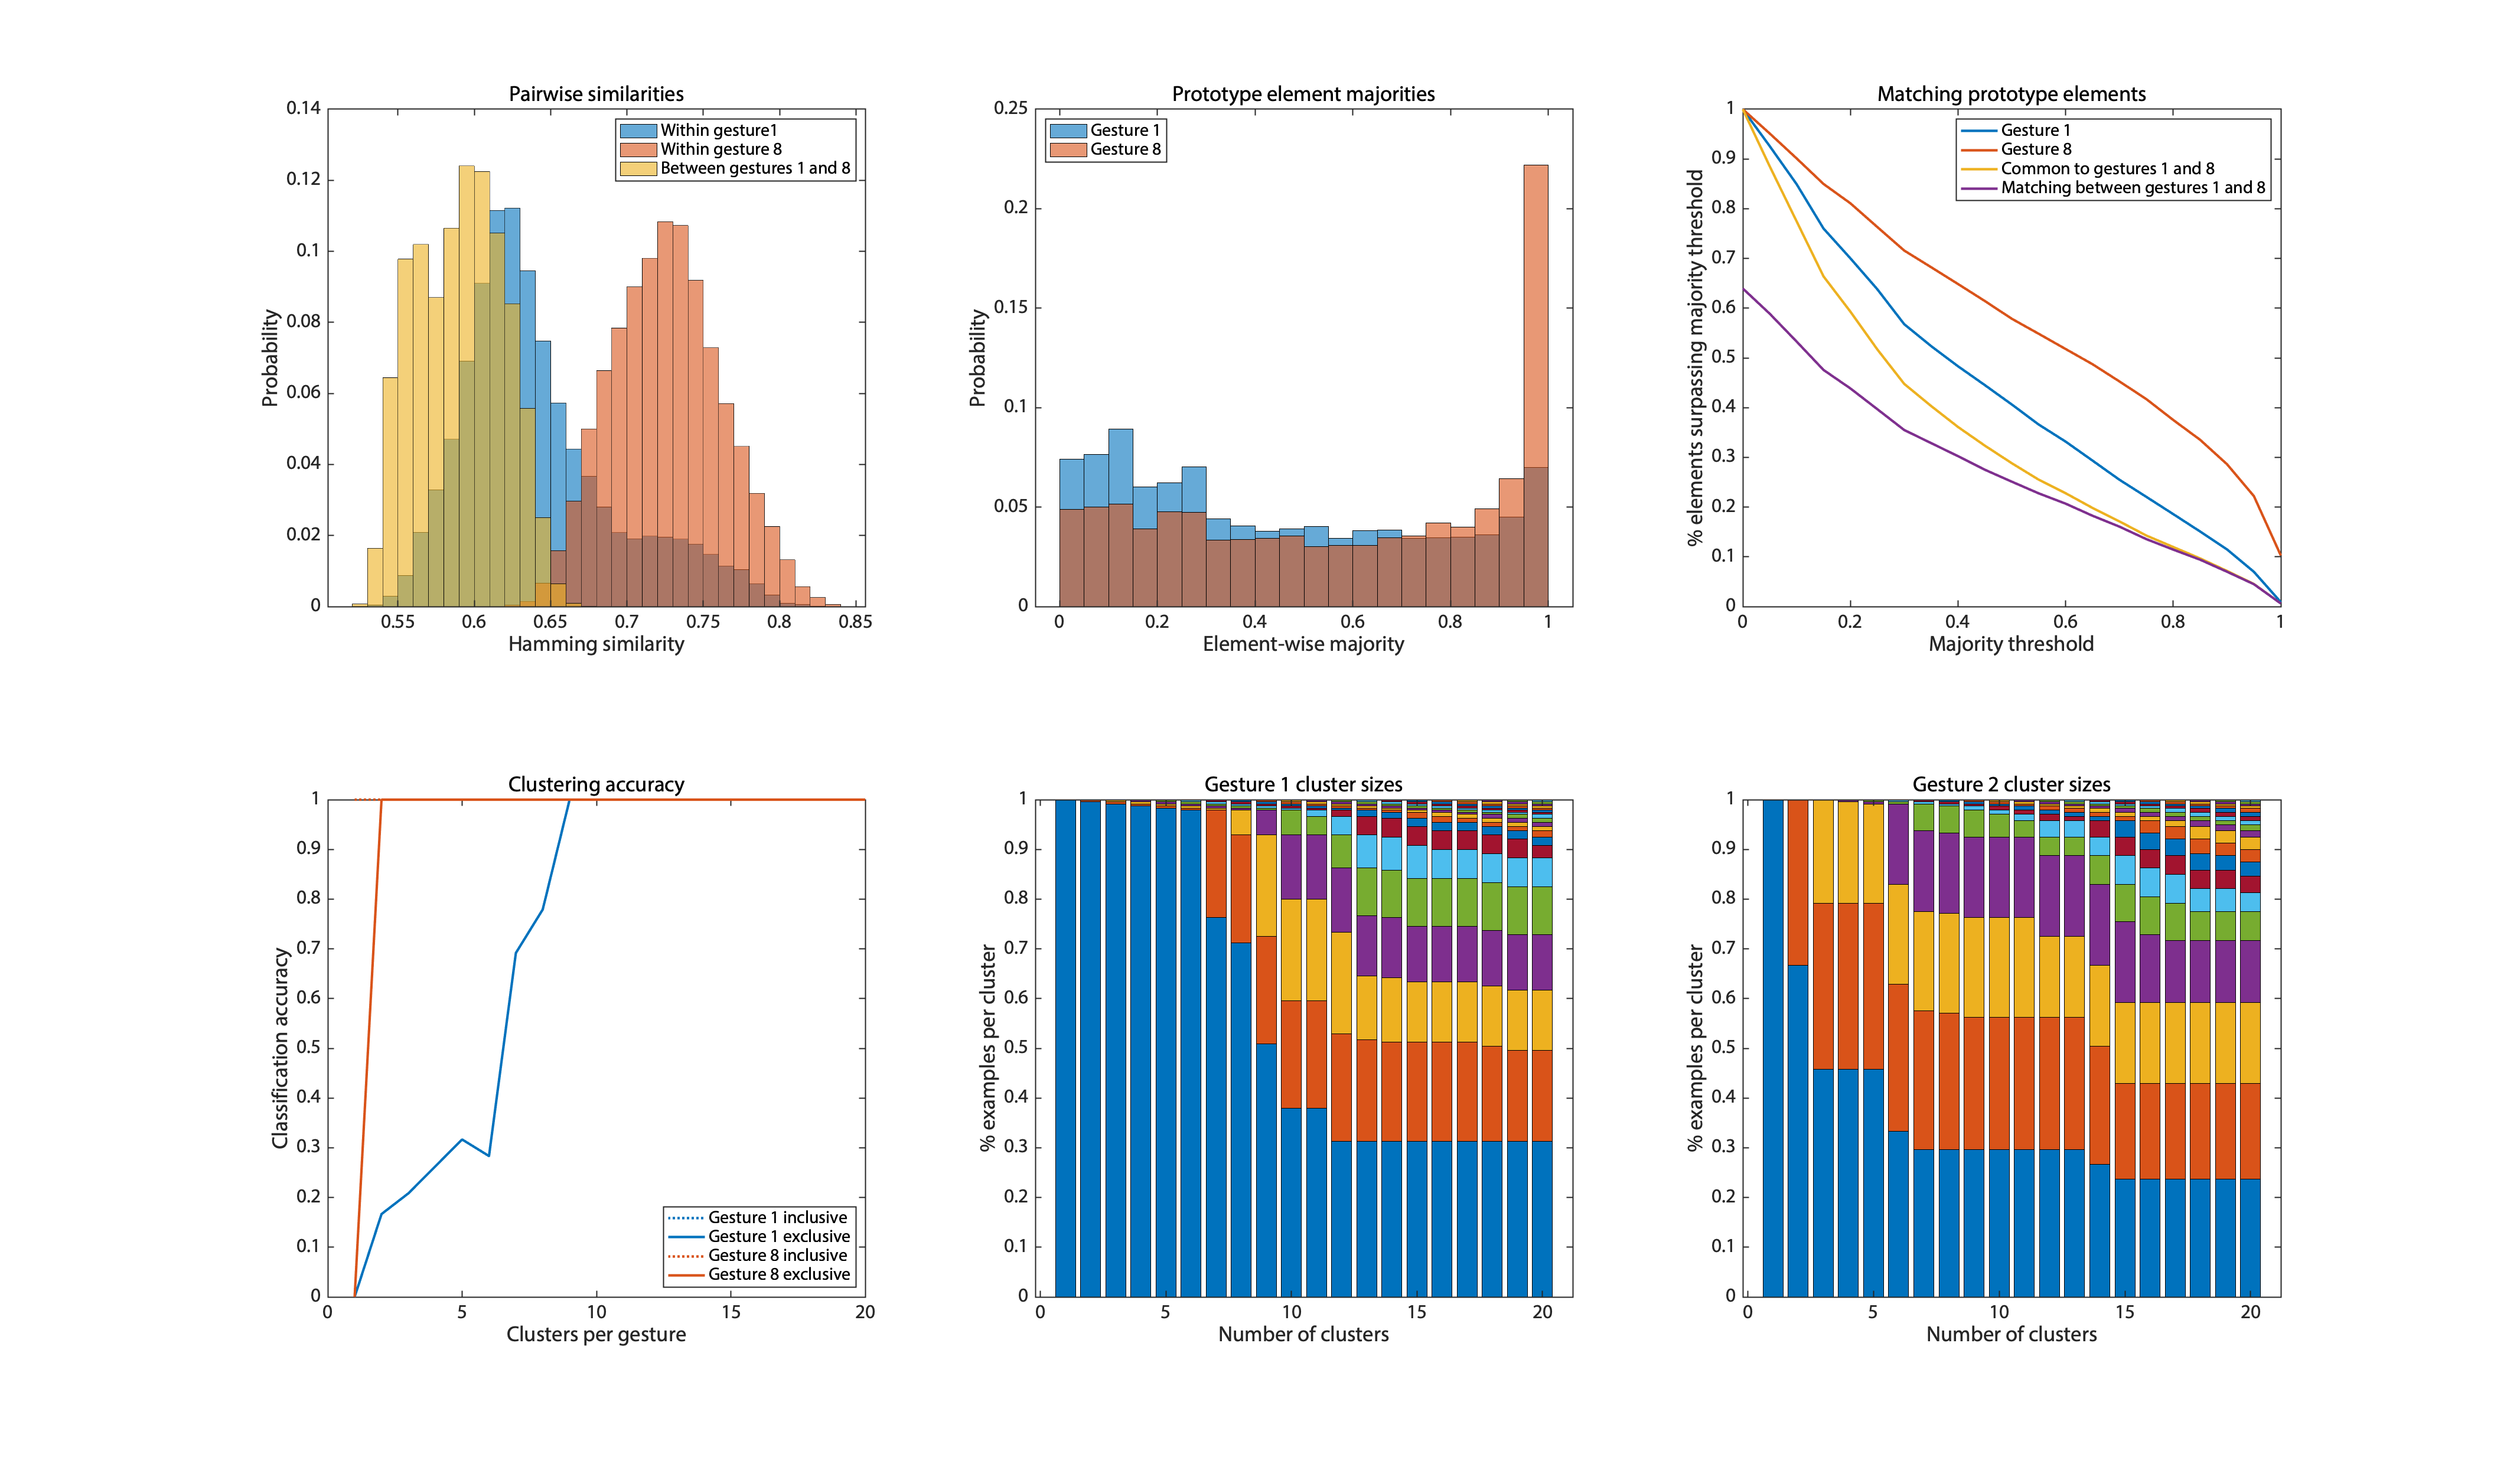 Pairwise similarities
0.14
0.12
0.1
0.08
0.06
0.04
0.02
0
Probability
Within gesture1
Within gesture 8
Between gestures 1 and 8
0.55 0.6 0.65 0.7 0.75 0.8 0.85
Hamming similarity
Prototype element majorities
0.25
0.2
0.15
0.1
0.05
0
Probability
Gesture 1
Gesture 8
0 0.2 0.4 0.6 0.8 1
Element-wise majority
Matching prototype elements
1
0.9
0.8
0.7
0.6
0.5
0.4
0.3
0.2
0.1
0
% elements surpassing majority threshold
Gesture 1
Gesture 8
Common to gestures 1 and 8
Matching between gestures 1 and 8
0 0.2 0.4 0.6 0.8 1
Majority threshold
Clustering accuracy
1
0.9
0.8
0.7
0.6
0.5
0.4
0.3
0.2
0.1
0
Classification accuracy
Gesture 1 inclusive
Gesture 1 exclusive
Gesture 8 inclusive
Gesture 8 exclusive
0 5 10 15 20
Clusters per gesture
Gesture 1 cluster sizes
1
0.9
0.8
0.7
0.6
0.5
0.4
0.3
0.2
0.1
0
% examples per cluster
0 5 10 15 20
Number of clusters
Gesture 2 cluster sizes
1
0.9
0.8
0.7
0.6
0.5
0.4
0.3
0.2
0.1
0
% examples per cluster
0 5 10 15 20
Number of clusters